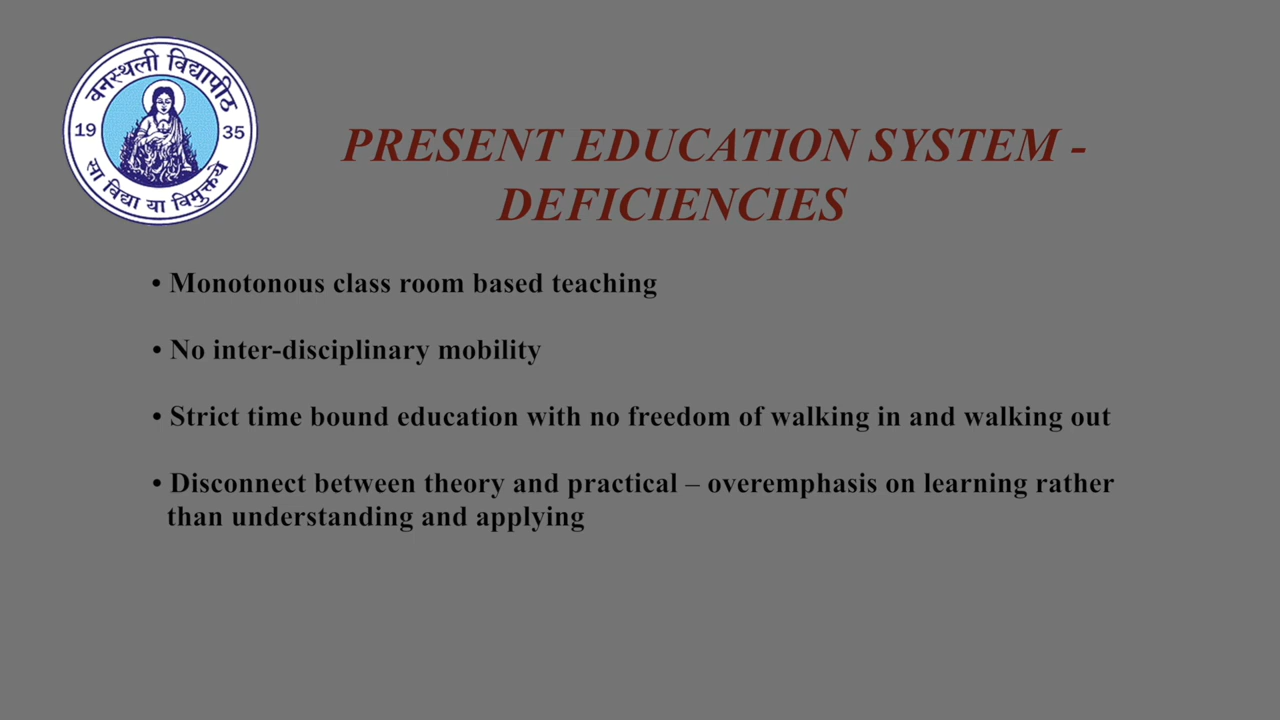 वनस्थली विद्यापीठ
19 35
सा विद्या या विमुक्तये
PRESENT EDUCATION SYSTEM -
DEFICIENCIES
• Monotonous class room based teaching
• No inter-disciplinary mobility
• Strict time bound education with no freedom of walking in and walking out
• Disconnect between theory and practical – overemphasis on learning rather
than understanding and applying